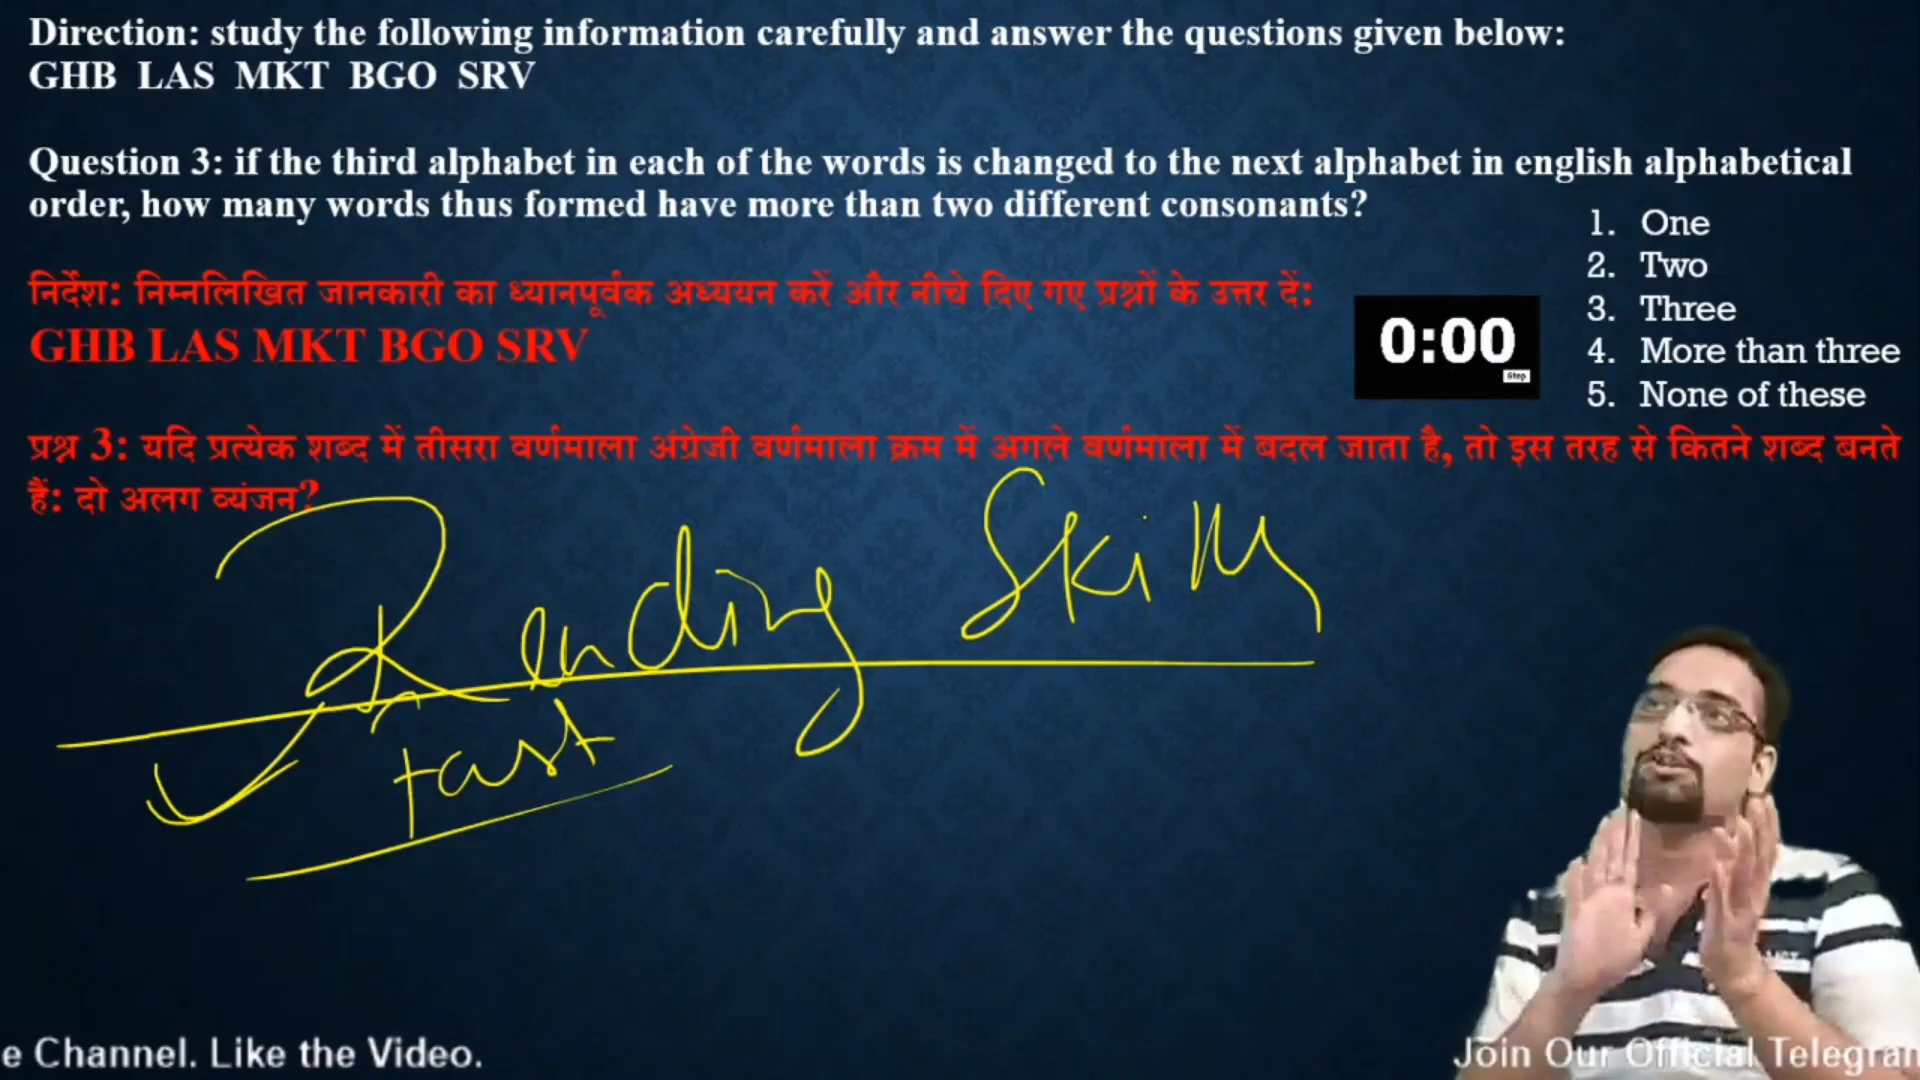 Direction: study the following information carefully and answer the questions given below:
GHB LAS MKT BGO SRV
Question 3: if the third alphabet in each of the words is changed to the next alphabet in english alphabetical
order, how many words thus formed have more than two different consonants?
1. One
2. Two
3. Three
4. More than three
5. None of these
निर्देश: निम्नलिखित जानकारी का ध्यानपूर्वक अध्ययन करें और नीचे दिए गए प्रश्नों के उत्तर दें:
GHB LAS MKT BGO SRV
0:00
Stop
प्रश्न 3: यदि प्रत्येक शब्द में तीसरा वर्णमाला अंग्रेजी वर्णमाला क्रम में अगले वर्णमाला में बदल जाता है, तो इस तरह से कितने शब्द बनते
हैं: दो अलग व्यंजन?
Reading Skills
fast
e Channel. Like the Video.
Join Our Official Telegram